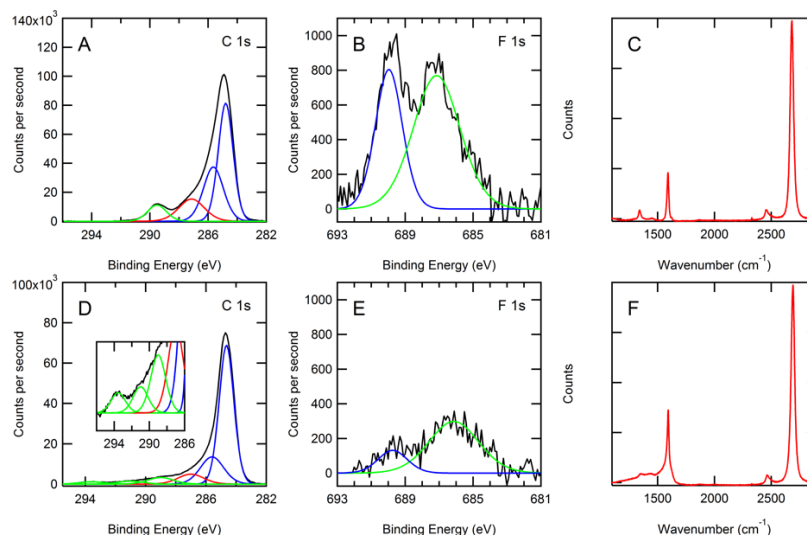 A
C 1s
Counts per second
140x10³
120
100
80
60
40
20
0
294 290 286 282
Binding Energy (eV)
B
F 1s
Counts per second
1000
800
600
400
200
0
693 689 685 681
Binding Energy (eV)
C
Counts
1500 2000 2500
Wavenumber (cm⁻¹)
D
C 1s
Counts per second
100x10³
80
60
40
20
0
294 290 286
294 290 286 282
Binding Energy (eV)
E
F 1s
Counts per second
1000
800
600
400
200
0
693 689 685 681
Binding Energy (eV)
F
Counts
1500 2000 2500
Wavenumber (cm⁻¹)